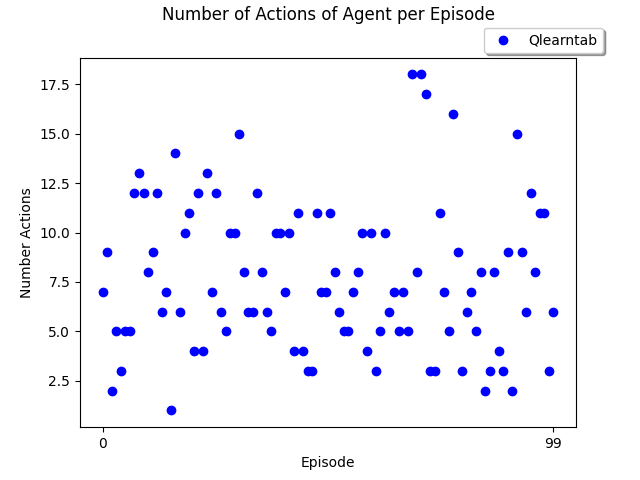 Number of Actions of Agent per Episode
Qlearntab
17.5
15.0
12.5
10.0
7.5
5.0
2.5
Number Actions
0
99
Episode